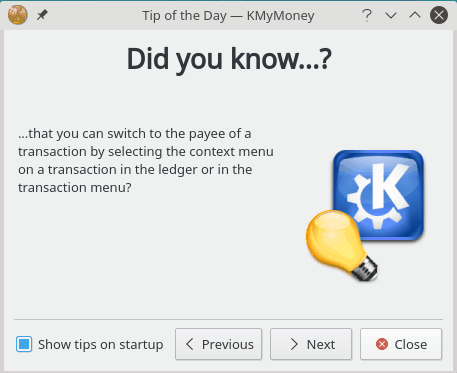 Tip of the Day — KMyMoney
Did you know...?
...that you can switch to the payee of a
transaction by selecting the context menu
on a transaction in the ledger or in the
transaction menu?
K
Show tips on startup
Previous
Next
Close